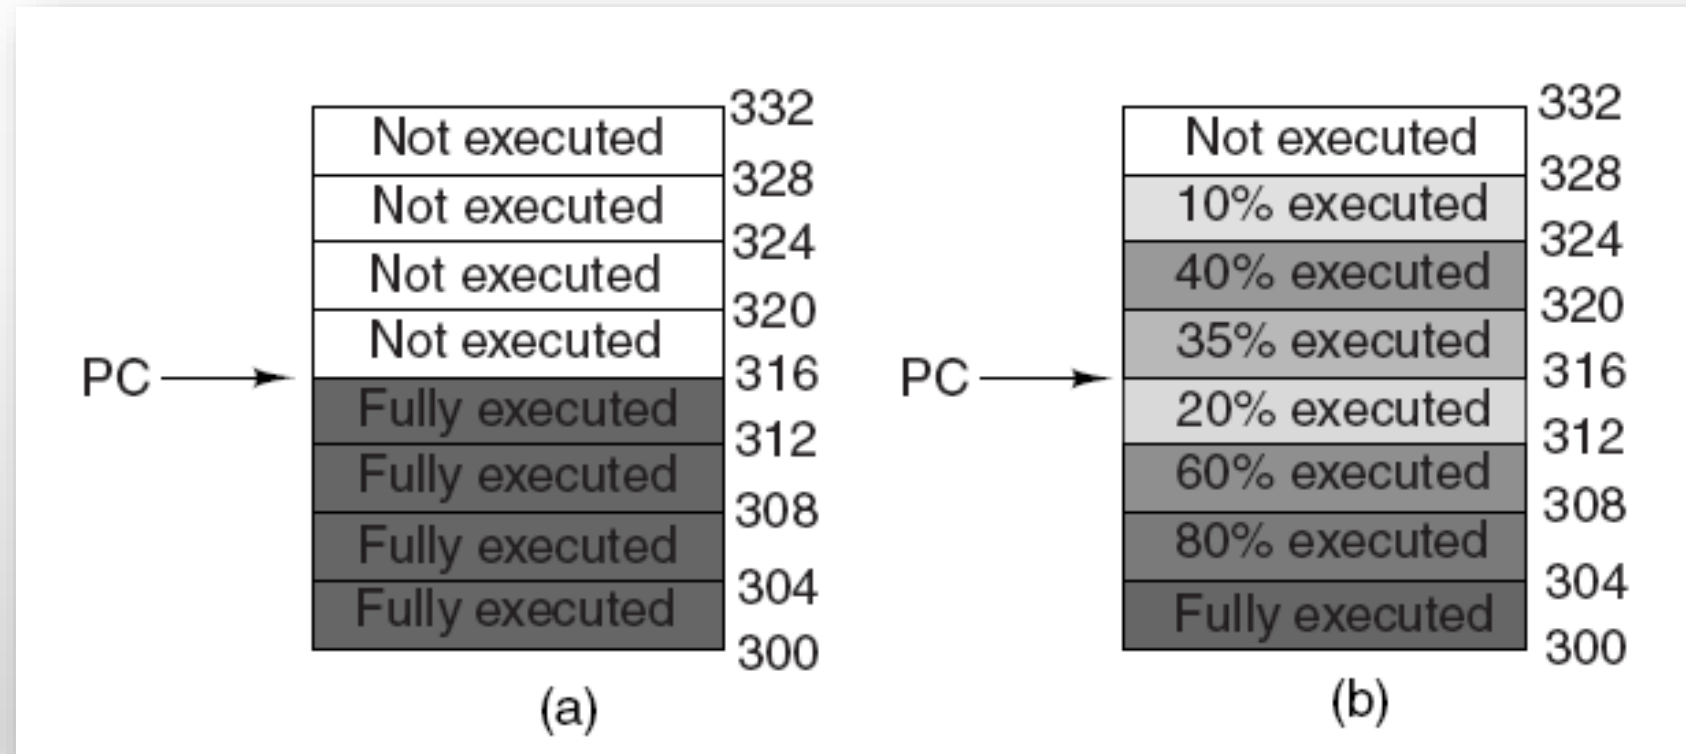 332
Not executed
328
Not executed
324
Not executed
320
Not executed
PC
316
Fully executed
312
Fully executed
308
Fully executed
304
Fully executed
300
(a)
332
Not executed
328
10% executed
324
40% executed
320
35% executed
PC
316
20% executed
312
60% executed
308
80% executed
304
Fully executed
300
(b)